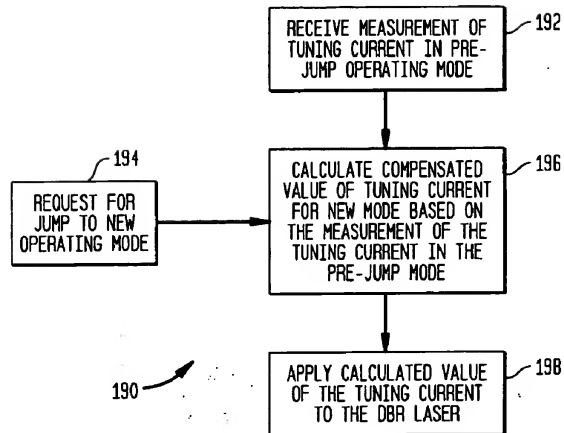 RECEIVE MEASUREMENT OF
TUNING CURRENT IN PRE-
JUMP OPERATING MODE
192
194
REQUEST FOR
JUMP TO NEW
OPERATING MODE
CALCULATE COMPENSATED
VALUE OF TUNING CURRENT
FOR NEW MODE BASED ON
THE MEASUREMENT OF THE
TUNING CURRENT IN THE
PRE-JUMP MODE
196
190
APPLY CALCULATED VALUE
OF THE TUNING CURRENT
TO THE DBR LASER
198